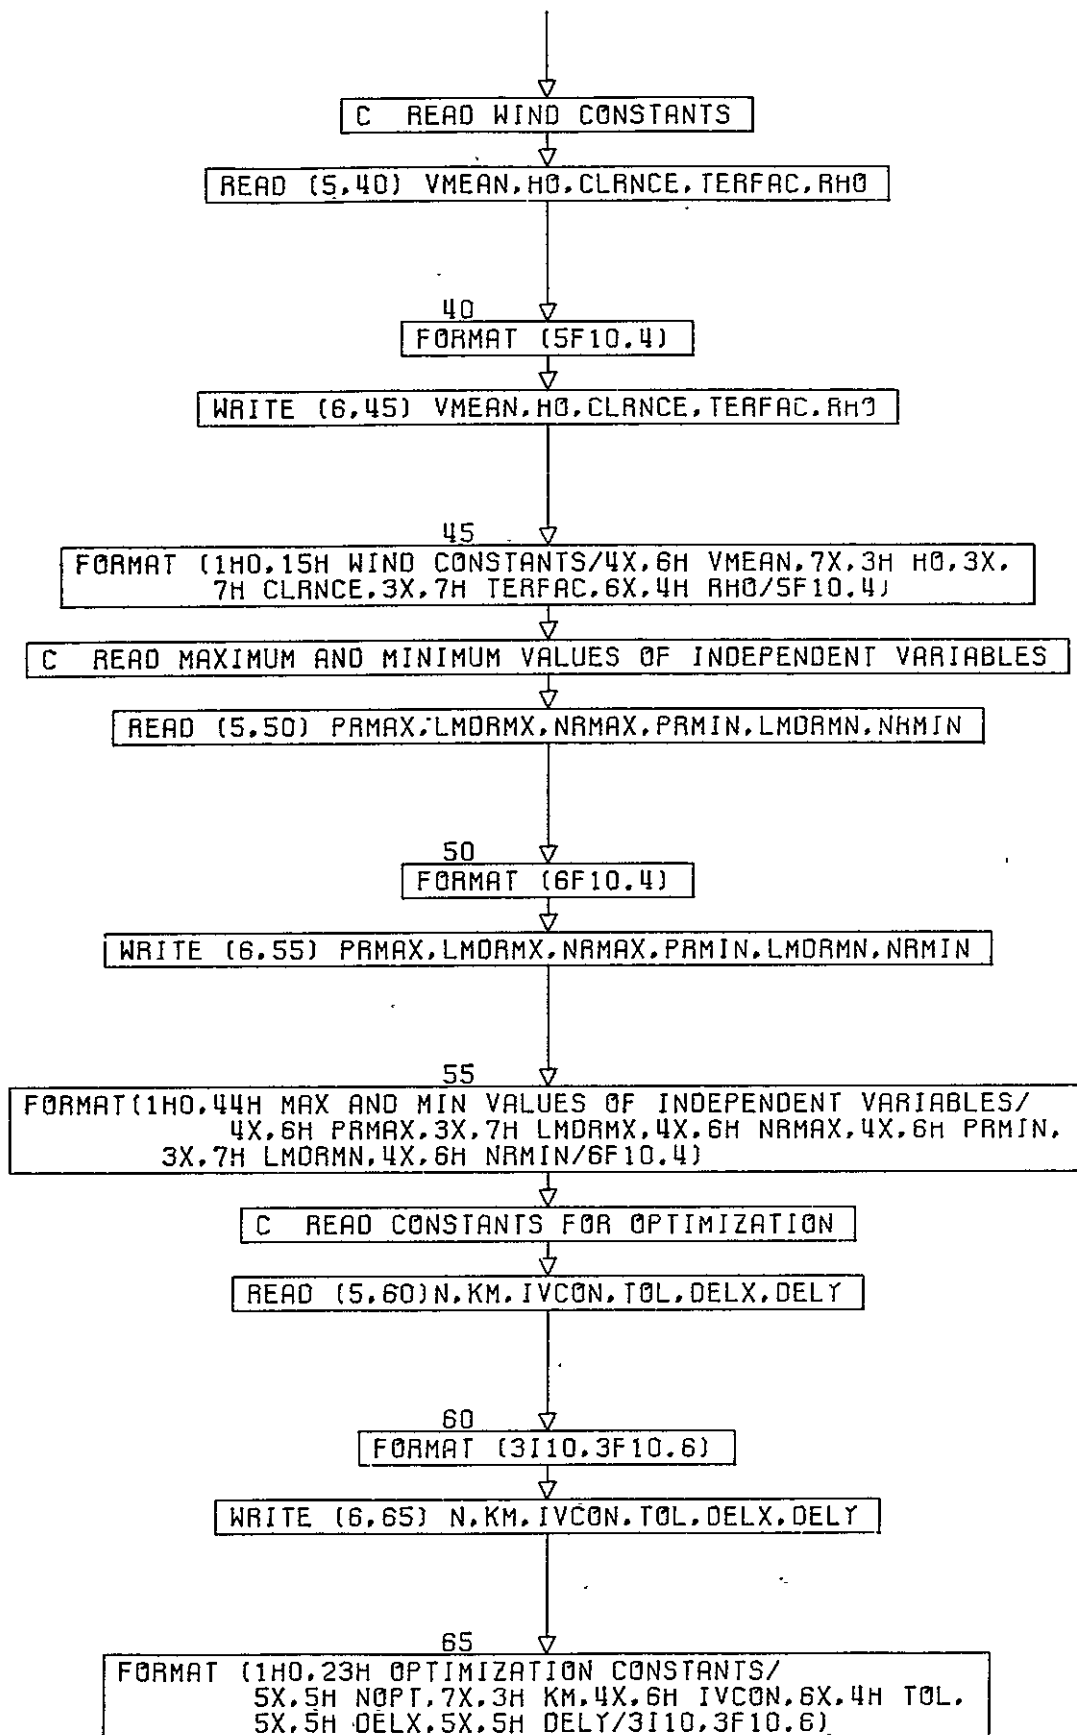 C READ WIND CONSTANTS
READ (5,40) VMEAN,HO,CLRNCE,TERFAC,RHO
40
FORMAT (5F10.4)
WRITE (6,45) VMEAN,HO,CLRNCE,TERFAC,RHO
45
FORMAT (1H0,15H WIND CONSTANTS/4X,6H VMEAN,7X,3H HO,3X,
7H CLRNCE,3X,7H TERFAC,6X,4H RHO/5F10.4)
C READ MAXIMUM AND MINIMUM VALUES OF INDEPENDENT VARIABLES
READ (5,50) PRMAX,LMDRMX,NRMAX,PRMIN,LMDRMN,NRMIN
50
FORMAT (6F10.4)
WRITE (6,55) PRMAX,LMDRMX,NRMAX,PRMIN,LMDRMN,NRMIN
55
FORMAT(1H0,44H MAX AND MIN VALUES OF INDEPENDENT VARIABLES/
4X,6H PRMAX,3X,7H LMDRMX,4X,6H NRMAX,4X,6H PRMIN,
3X,7H LMDRMN,4X,6H NRMIN/6F10.4)
C READ CONSTANTS FOR OPTIMIZATION
READ (5,60)N,KM,IVCON,TOL,DELX,DELY
60
FORMAT (3I10,3F10.6)
WRITE (6,65) N,KM,IVCON,TOL,DELX,DELY
65
FORMAT (1H0,23H OPTIMIZATION CONSTANTS/
5X,5H NOPT,7X,3H KM,4X,6H IVCON,6X,4H TOL,
5X,5H DELX,5X,5H DELY/3I10,3F10.6)